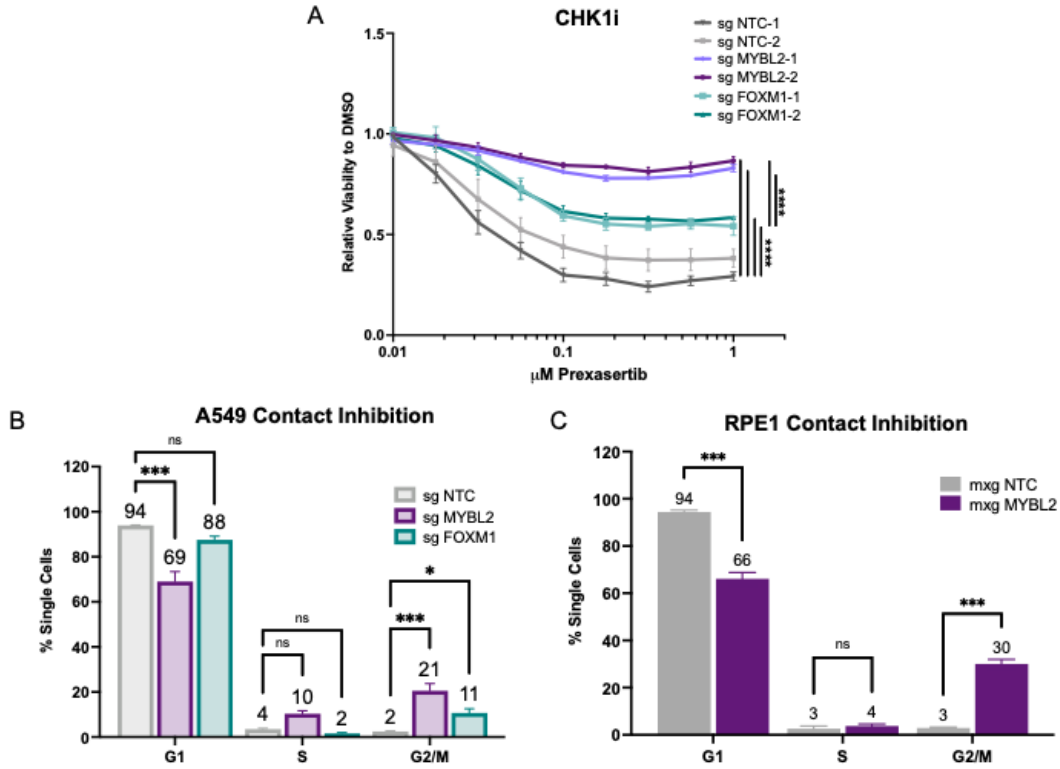 A
CHK1i
sg NTC-1
sg NTC-2
sg MYBL2-1
sg MYBL2-2
sg FOXM1-1
sg FOXM1-2
Relative Viability to DMSO
1.5
1.0
0.5
0.0
0.01
0.1
1
****
****
μM Prexasertib
B
A549 Contact Inhibition
sg NTC
sg MYBL2
sg FOXM1
% Single Cells
120
100
80
60
40
20
0
ns
***
94
69
88
ns
ns
4
10
2
*
***
2
21
11
G1
S
G2/M
C
RPE1 Contact Inhibition
mxg NTC
mxg MYBL2
% Single Cells
120
100
80
60
40
20
0
***
94
66
ns
3
4
***
3
30
G1
S
G2/M